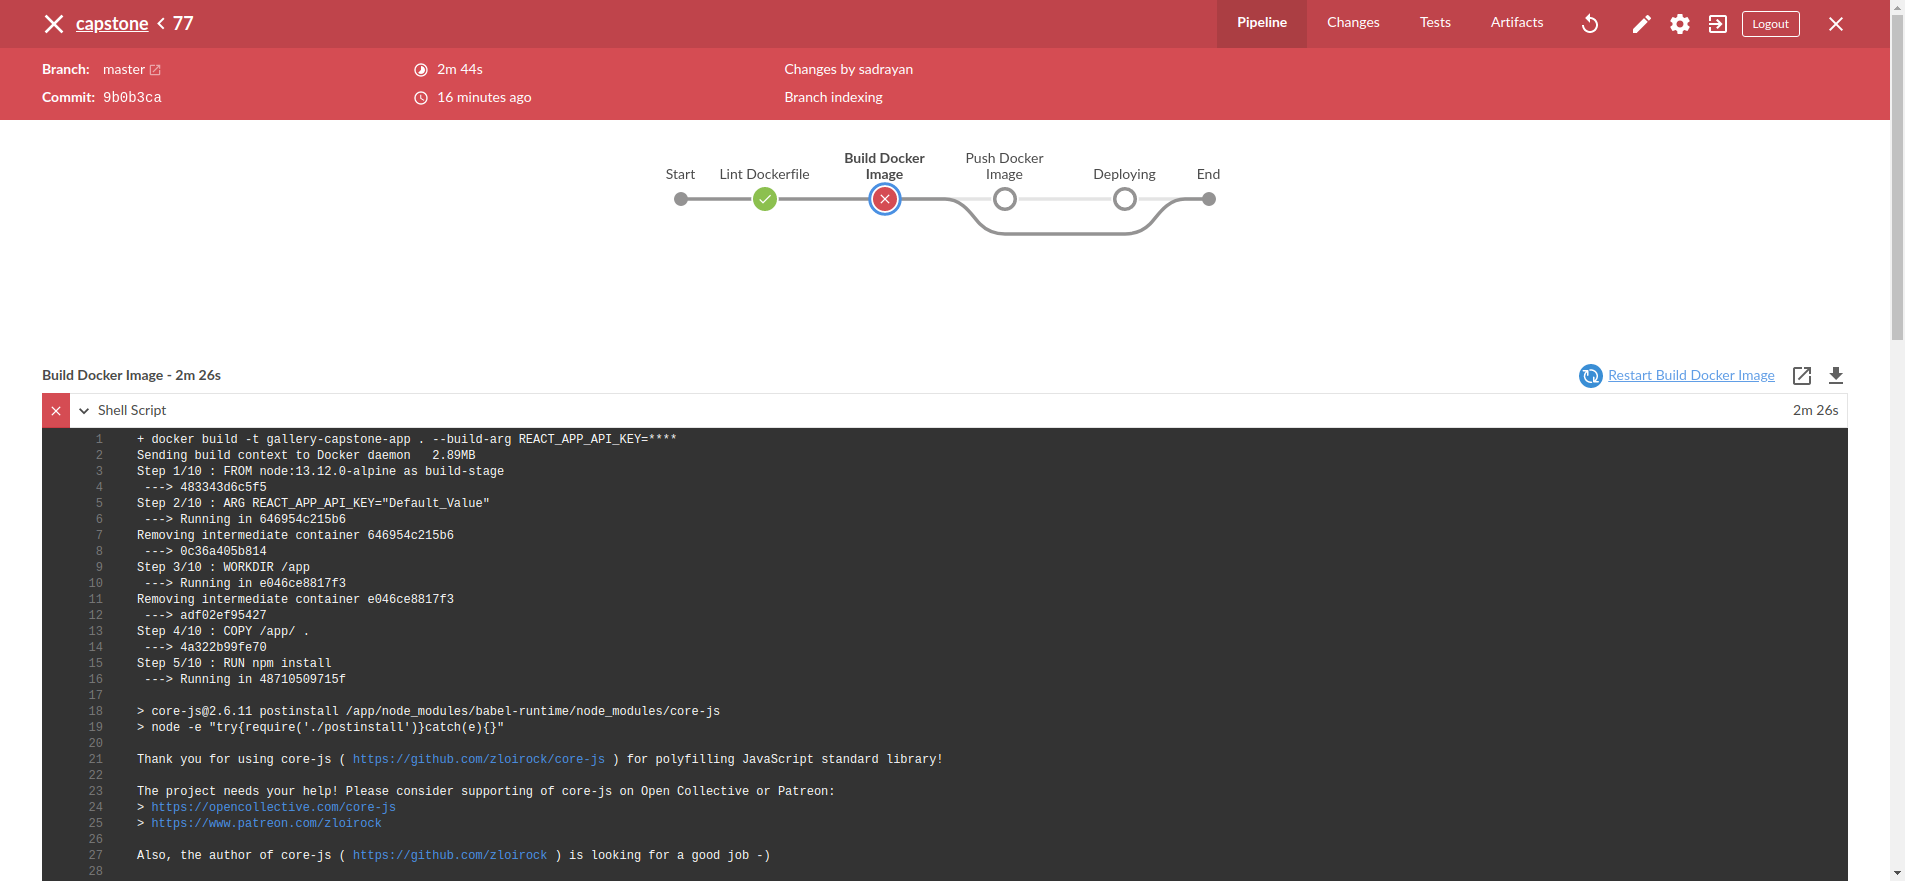 capstone < 77
Pipeline Changes Tests Artifacts Logout
Branch: master 2m 44s Changes by sadrayan
Commit: 9b0b3ca 16 minutes ago Branch indexing
Start Lint Dockerfile Build Docker Image Push Docker Image Deploying End
Build Docker Image - 2m 26s Restart Build Docker Image
Shell Script 2m 26s
1 + docker build -t gallery-capstone-app . --build-arg REACT_APP_API_KEY=****
2 Sending build context to Docker daemon 2.89MB
3 Step 1/10 : FROM node:13.12.0-alpine as build-stage
4 ---> 483343d6c5f5
5 Step 2/10 : ARG REACT_APP_API_KEY="Default_Value"
6 ---> Running in 646954c215b6
7 Removing intermediate container 646954c215b6
8 ---> 0c36a405b814
9 Step 3/10 : WORKDIR /app
10 ---> Running in e046ce8817f3
11 Removing intermediate container e046ce8817f3
12 ---> adf02ef95427
13 Step 4/10 : COPY /app/ .
14 ---> 4a322b99fe70
15 Step 5/10 : RUN npm install
16 ---> Running in 48710509715f
17
18 > core-js@2.6.11 postinstall /app/node_modules/babel-runtime/node_modules/core-js
19 > node -e "try{require('./postinstall')}catch(e){}"
20
21 Thank you for using core-js ( https://github.com/zloirock/core-js ) for polyfilling JavaScript standard library!
22
23 The project needs your help! Please consider supporting of core-js on Open Collective or Patreon:
24 > https://opencollective.com/core-js
25 > https://www.patreon.com/zloirock
26
27 Also, the author of core-js ( https://github.com/zloirock ) is looking for a good job -)
28